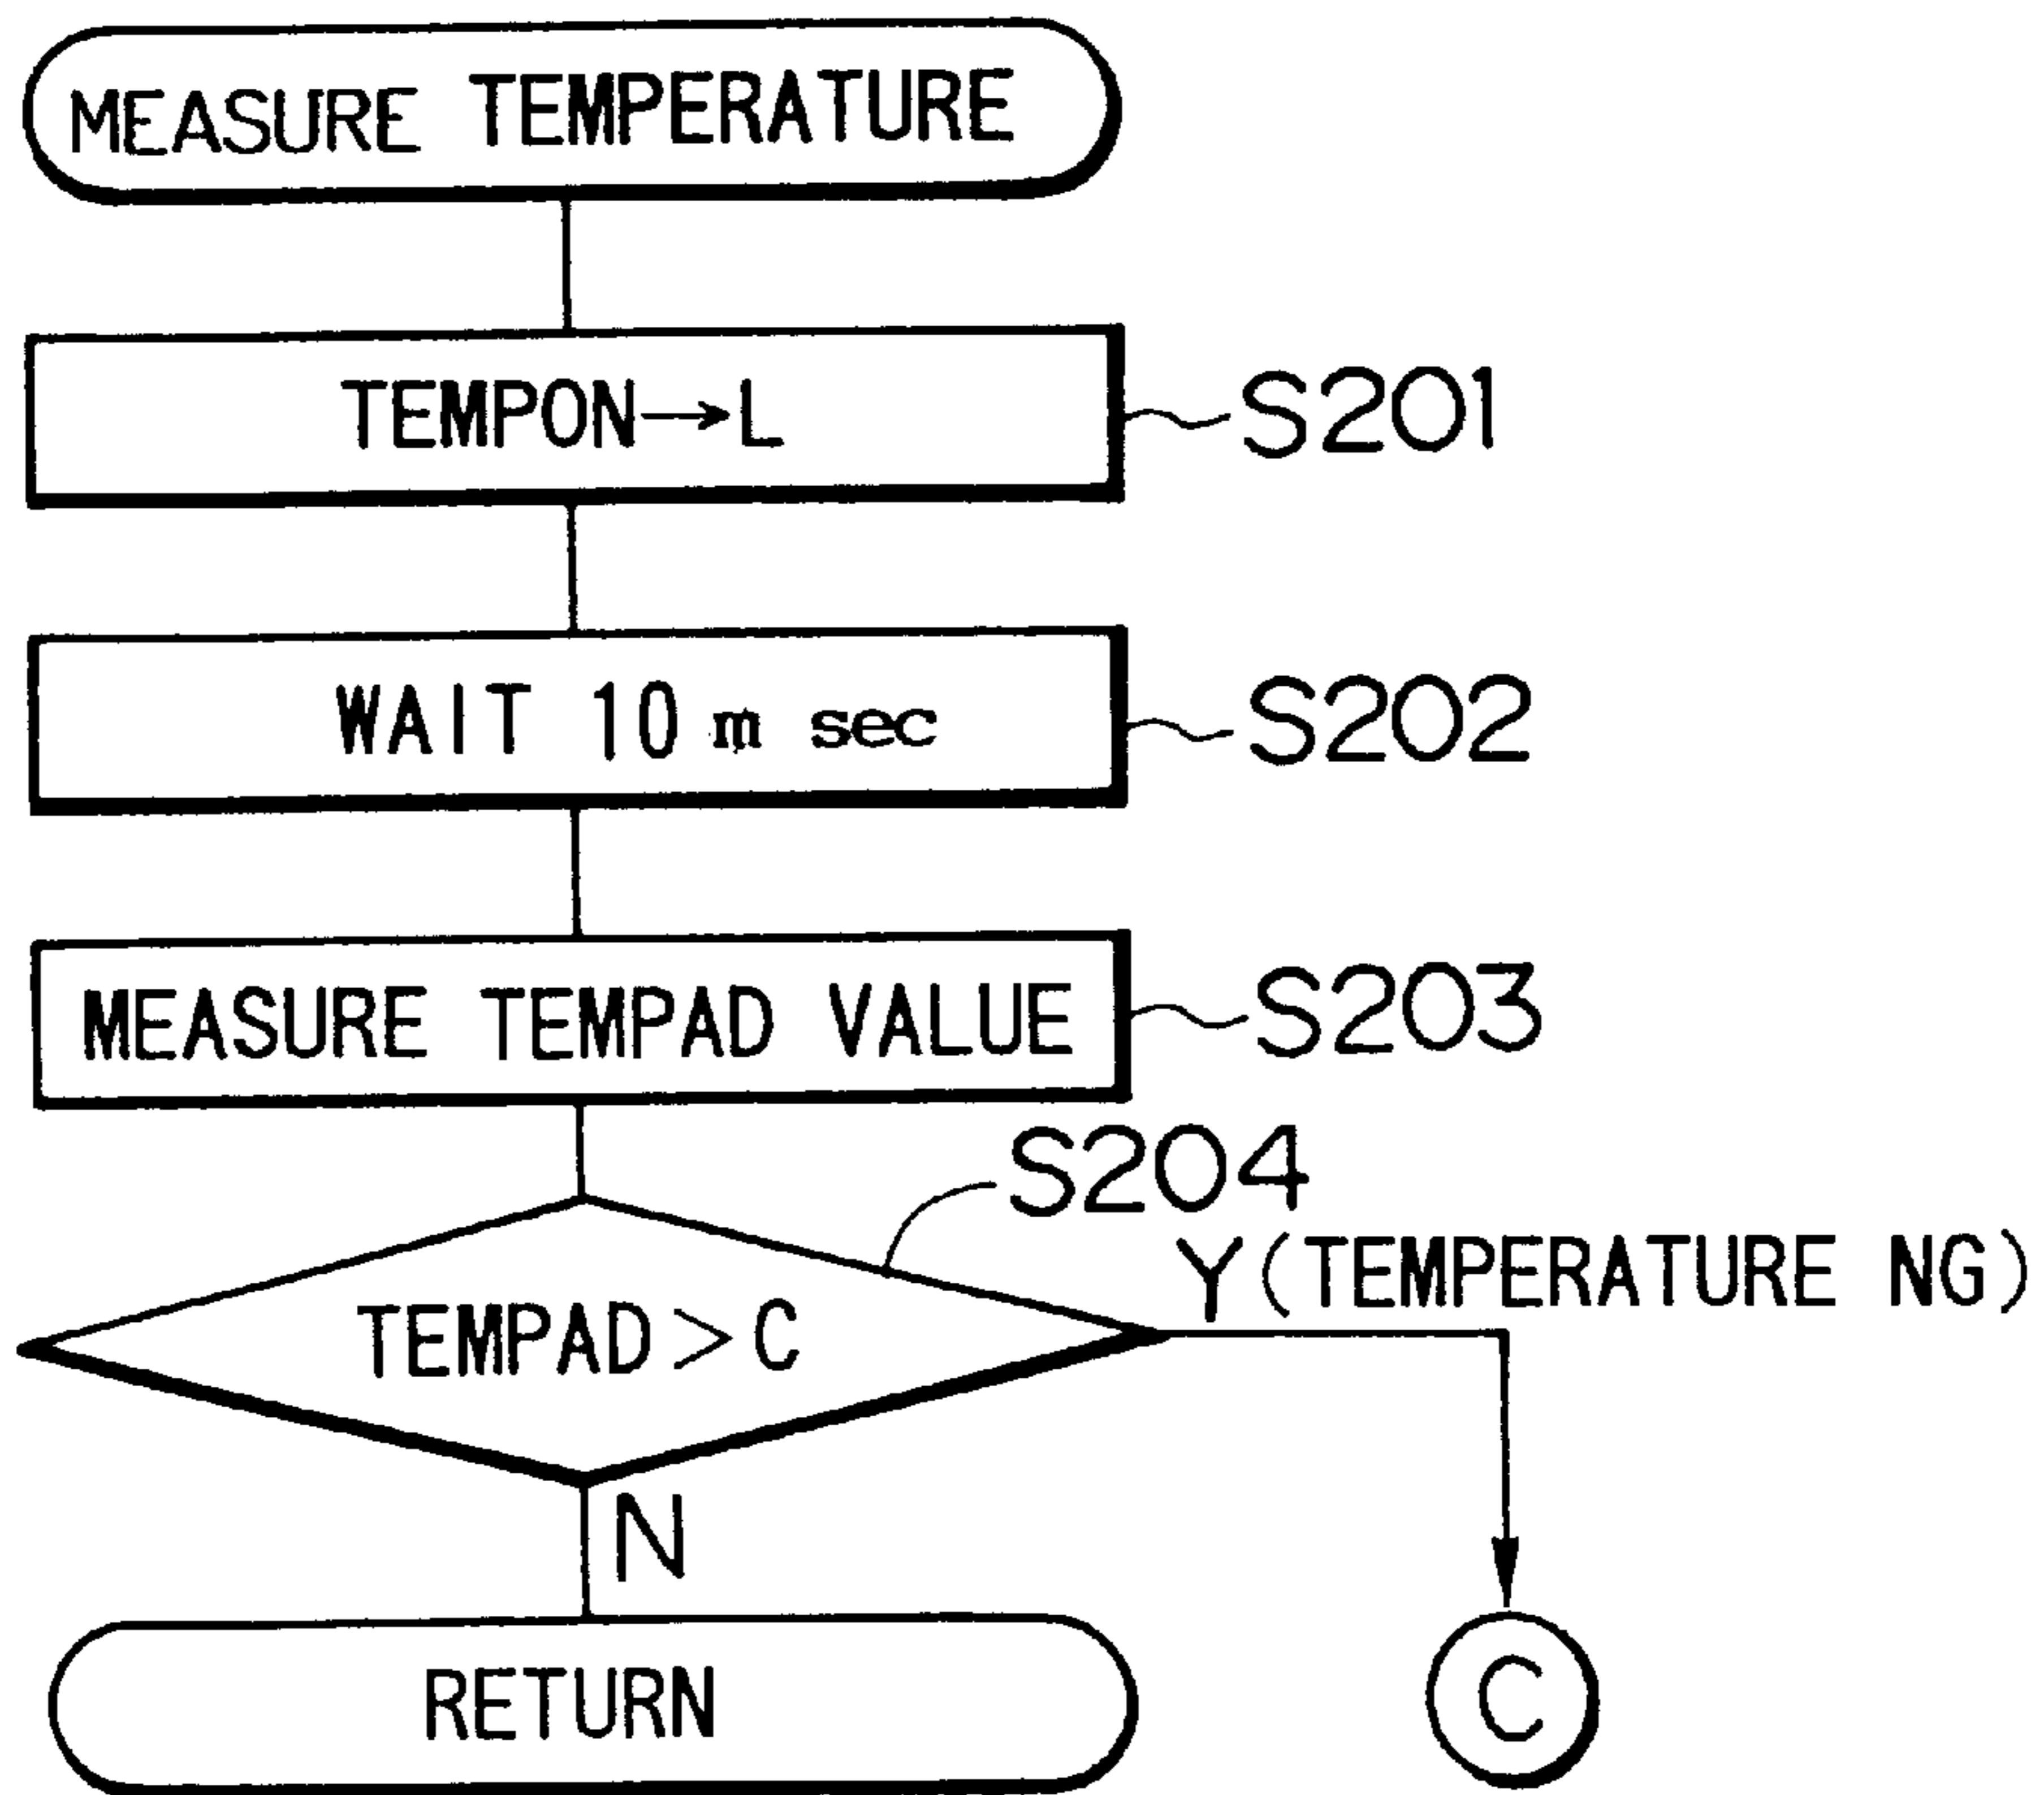 MEASURE TEMPERATURE
TEMPON→L
S201
WAIT 10 m sec
S202
MEASURE TEMPAD VALUE
S203
S204
TEMPAD>C
Y(TEMPERATURE NG)
N
RETURN
C